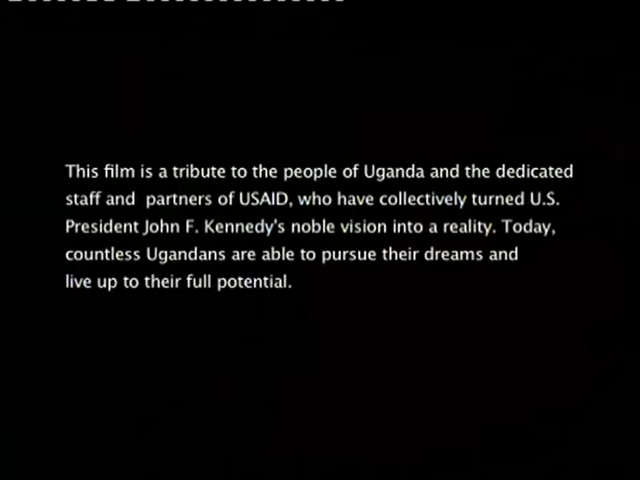 This film is a tribute to the people of Uganda and the dedicated
staff and  partners of USAID, who have collectively turned U.S.
President John F. Kennedy's noble vision into a reality. Today,
countless Ugandans are able to pursue their dreams and
live up to their full potential.